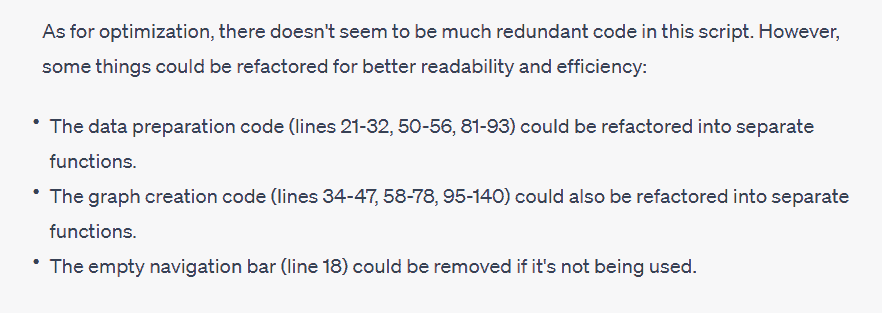 As for optimization, there doesn't seem to be much redundant code in this script. However,
some things could be refactored for better readability and efficiency:
• The data preparation code (lines 21-32, 50-56, 81-93) could be refactored into separate
functions.
• The graph creation code (lines 34-47, 58-78, 95-140) could also be refactored into separate
functions.
• The empty navigation bar (line 18) could be removed if it's not being used.